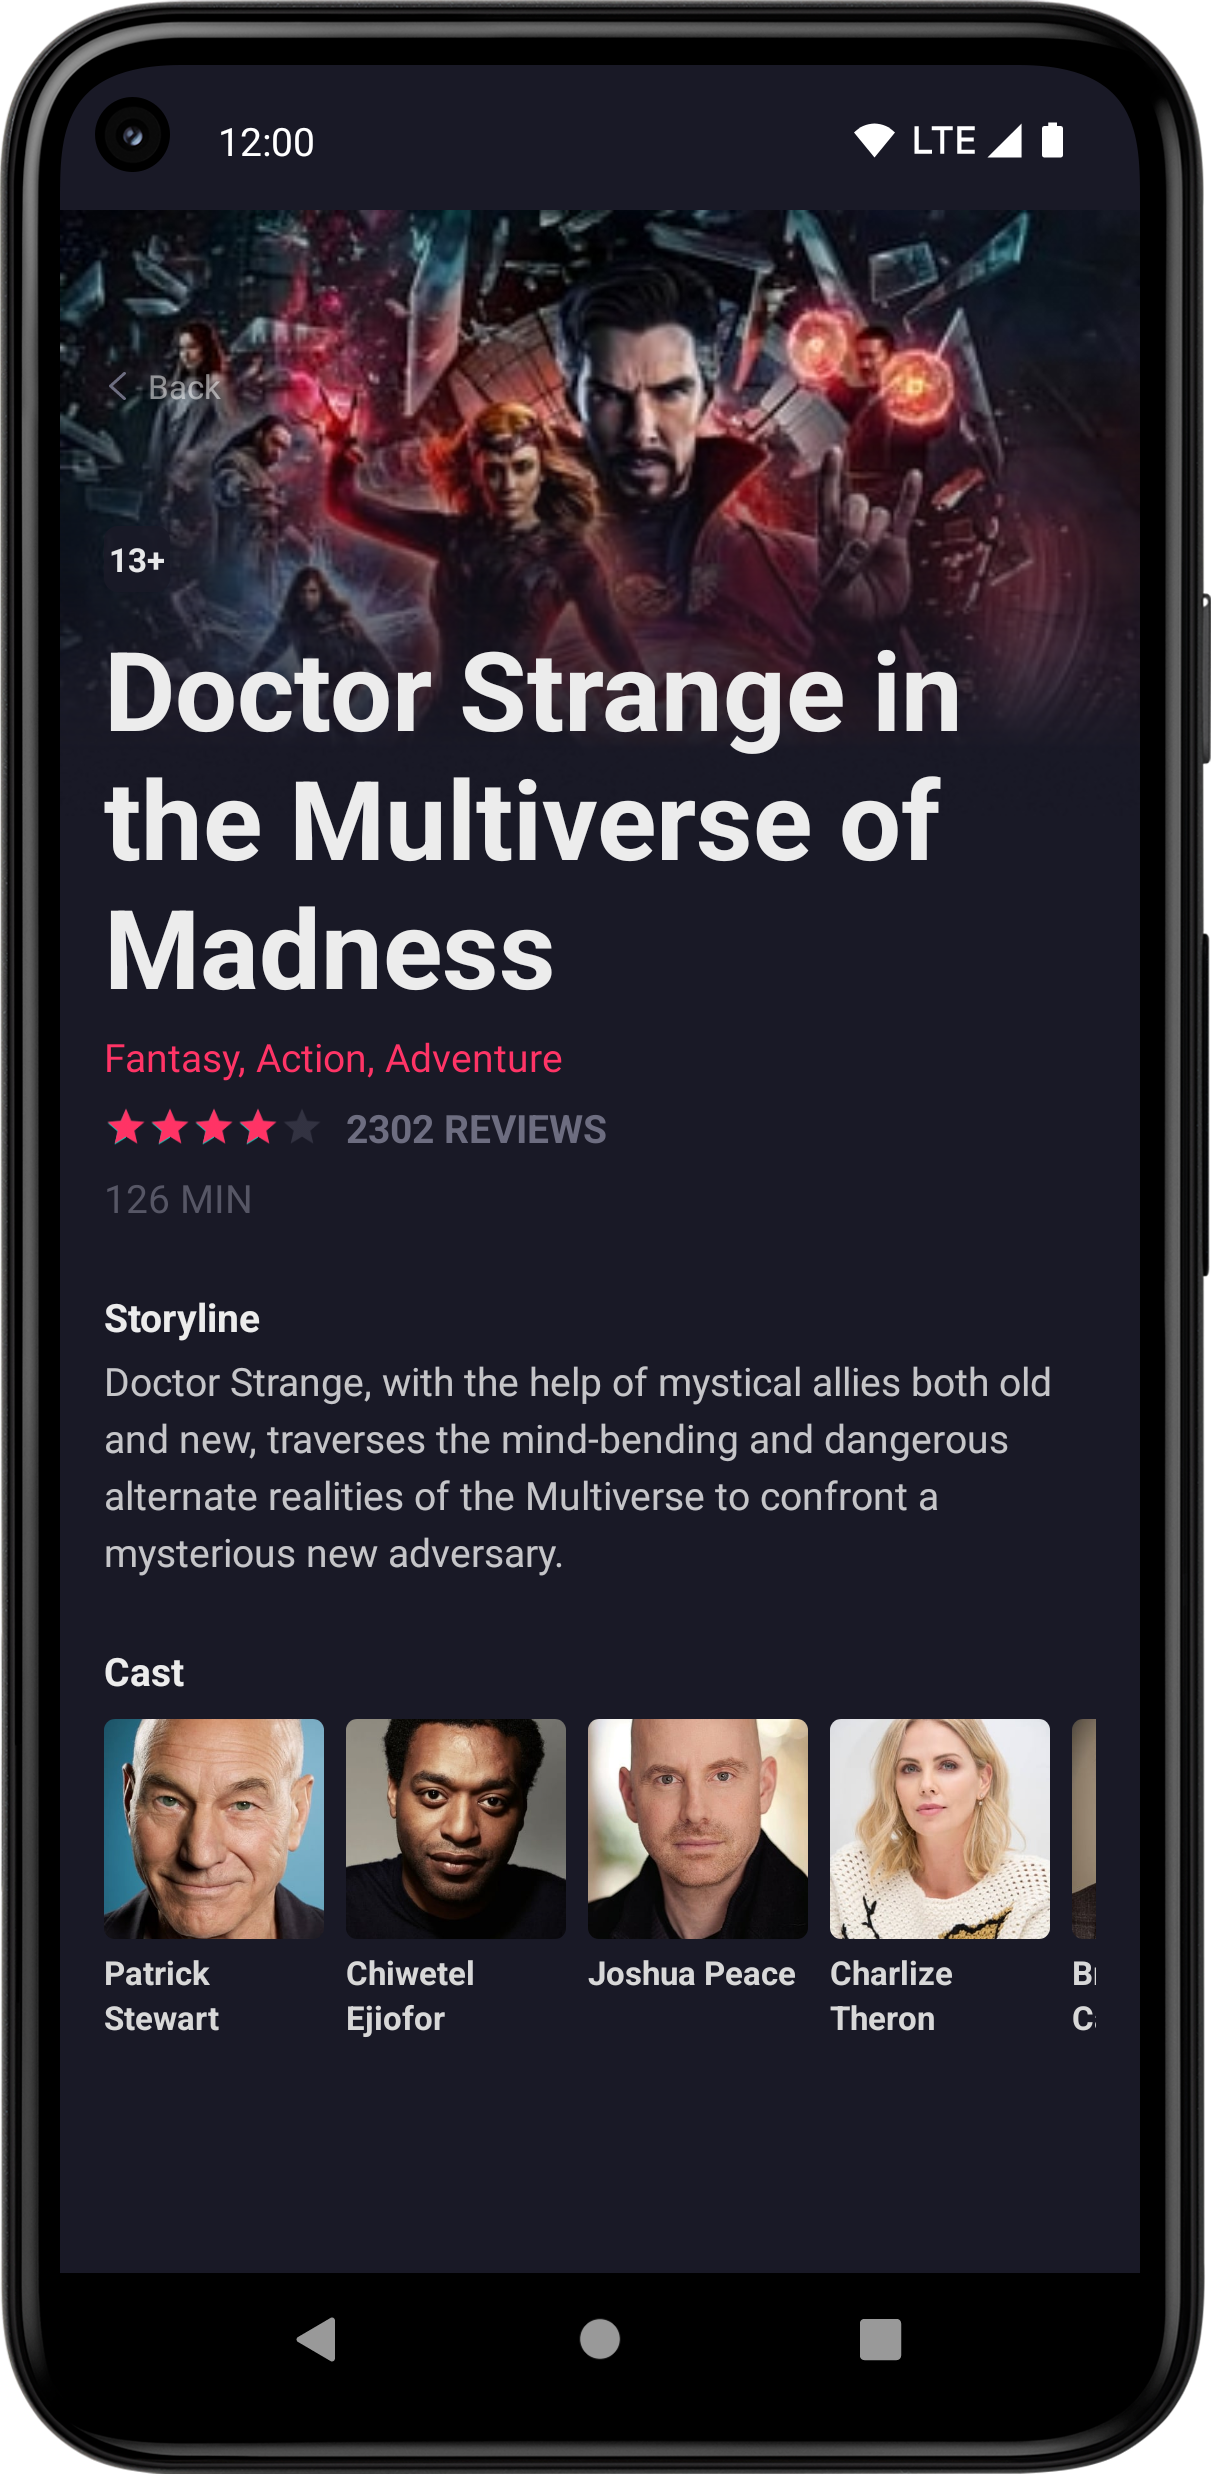 12:00 LTE
Back
13+
Doctor Strange in
the Multiverse of
Madness
Fantasy, Action, Adventure
2302 REVIEWS
126 MIN
Storyline
Doctor Strange, with the help of mystical allies both old
and new, traverses the mind-bending and dangerous
alternate realities of the Multiverse to confront a
mysterious new adversary.
Cast
Patrick
Stewart
Chiwetel
Ejiofor
Joshua Peace
Charlize
Theron